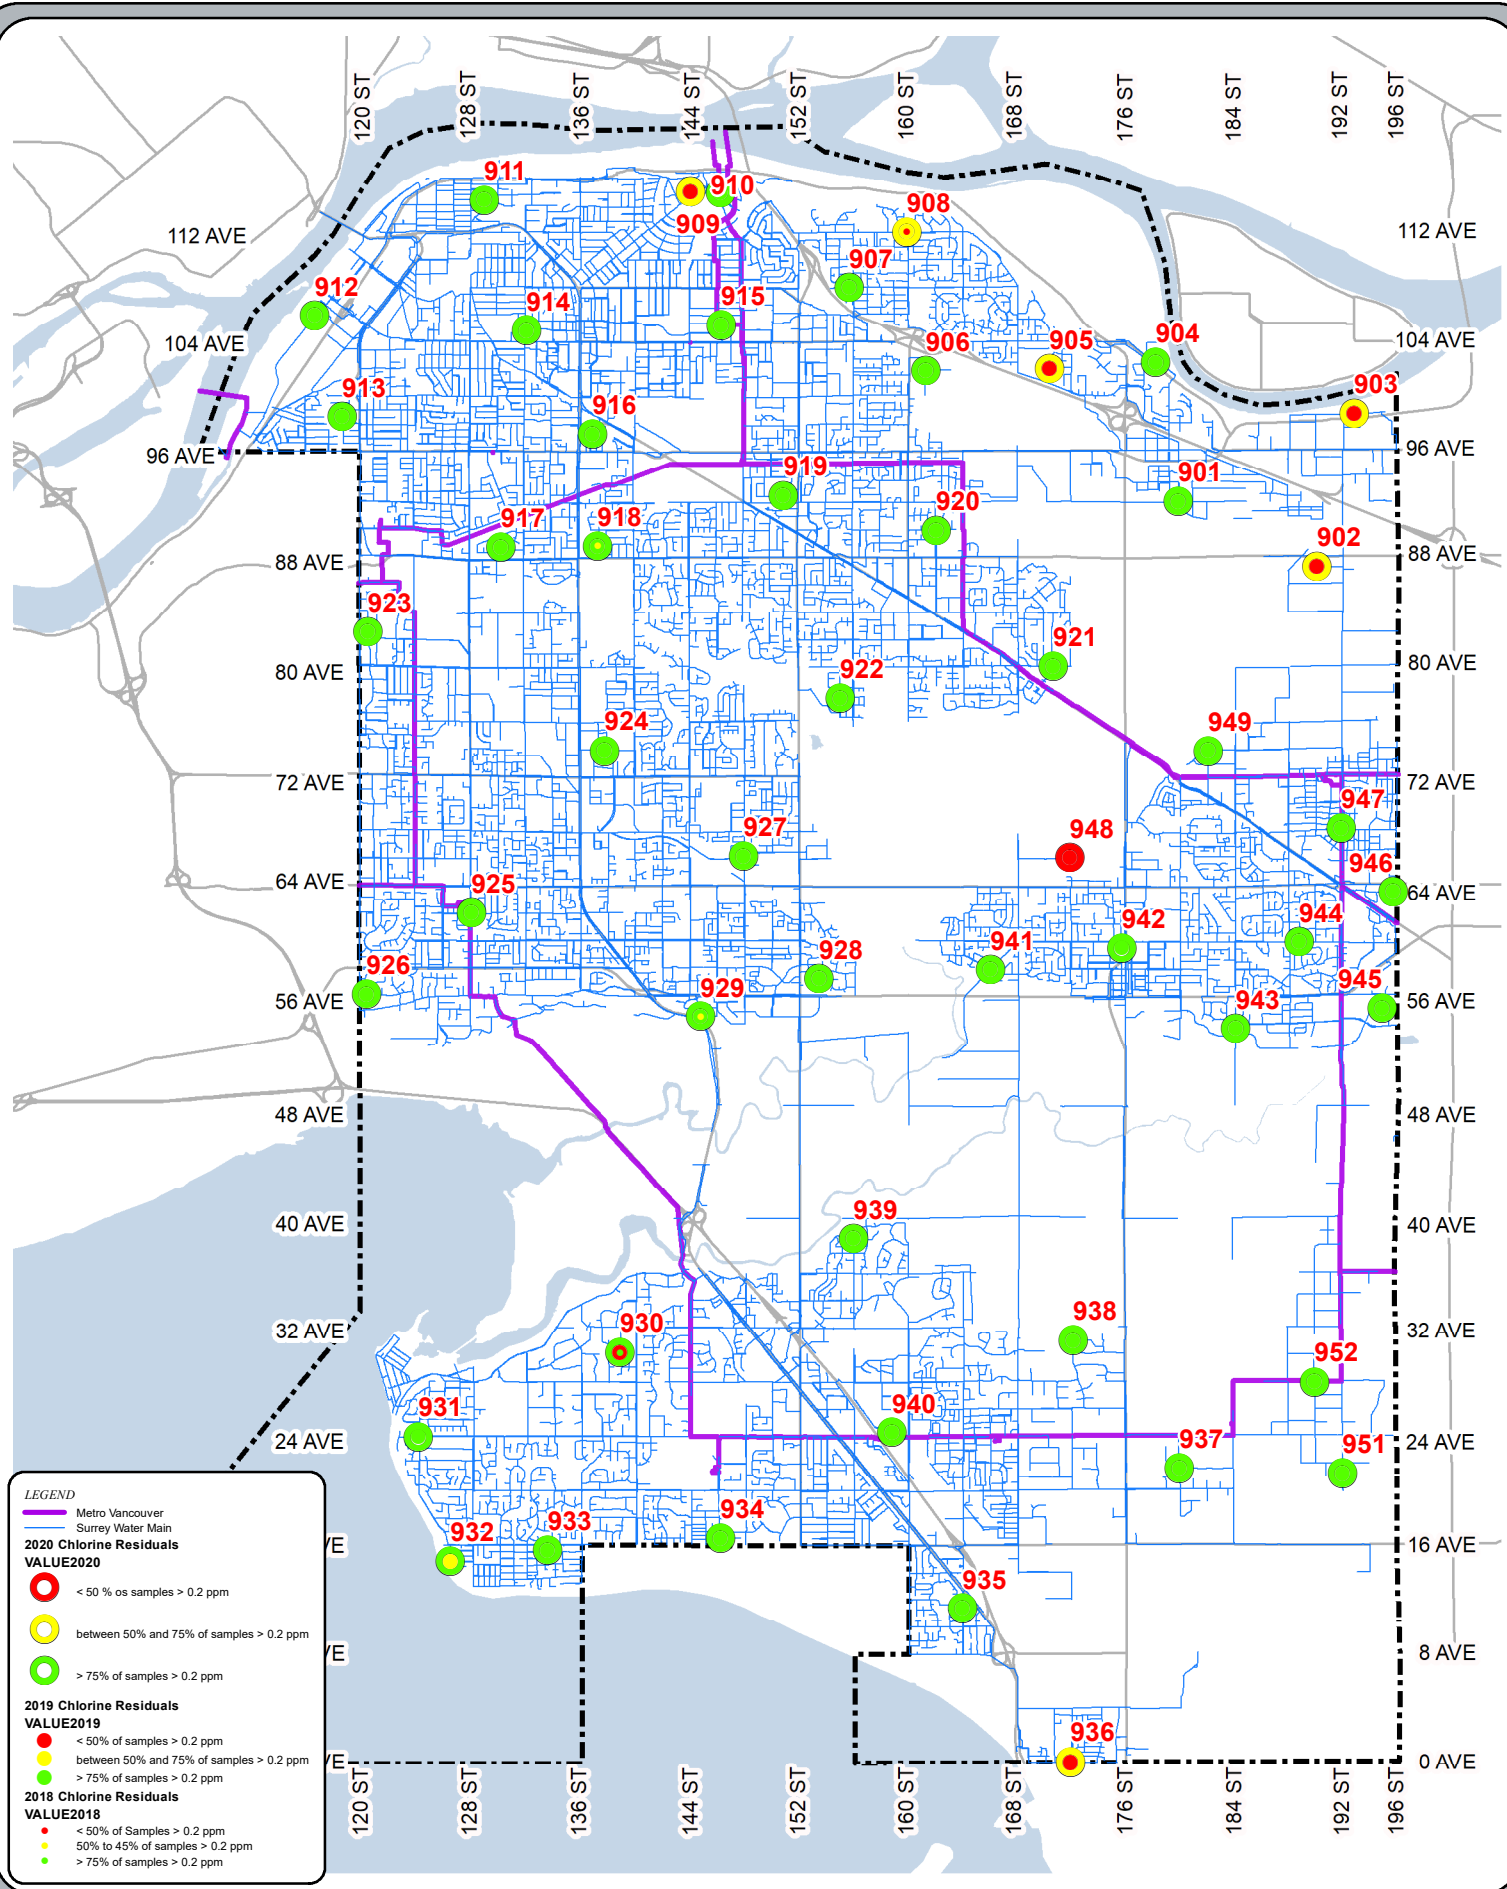 120 ST
128 ST
136 ST
144 ST
152 ST
160 ST
168 ST
176 ST
184 ST
192 ST
196 ST
911
910
909
908
112 AVE
112 AVE
907
912
914
915
104 AVE
906
905
904
104 AVE
903
913
916
96 AVE
96 AVE
919
901
920
917
918
902
88 AVE
88 AVE
923
921
80 AVE
80 AVE
922
924
949
72 AVE
72 AVE
947
927
948
946
64 AVE
64 AVE
925
944
942
941
928
926
945
929
943
56 AVE
56 AVE
48 AVE
48 AVE
939
40 AVE
40 AVE
930
938
32 AVE
32 AVE
952
931
940
24 AVE
24 AVE
937
951
934
933
932
VE
16 AVE
935
VE
8 AVE
936
VE
0 AVE
LEGEND
Metro Vancouver
Surrey Water Main
2020 Chlorine Residuals
VALUE2020
< 50 % os samples > 0.2 ppm
between 50% and 75% of samples > 0.2 ppm
> 75% of samples > 0.2 ppm
2019 Chlorine Residuals
VALUE2019
< 50% of samples > 0.2 ppm
between 50% and 75% of samples > 0.2 ppm
> 75% of samples > 0.2 ppm
2018 Chlorine Residuals
VALUE2018
< 50% of Samples > 0.2 ppm
50% to 45% of samples > 0.2 ppm
> 75% of samples > 0.2 ppm
120 ST
128 ST
136 ST
144 ST
152 ST
160 ST
168 ST
176 ST
184 ST
192 ST
196 ST